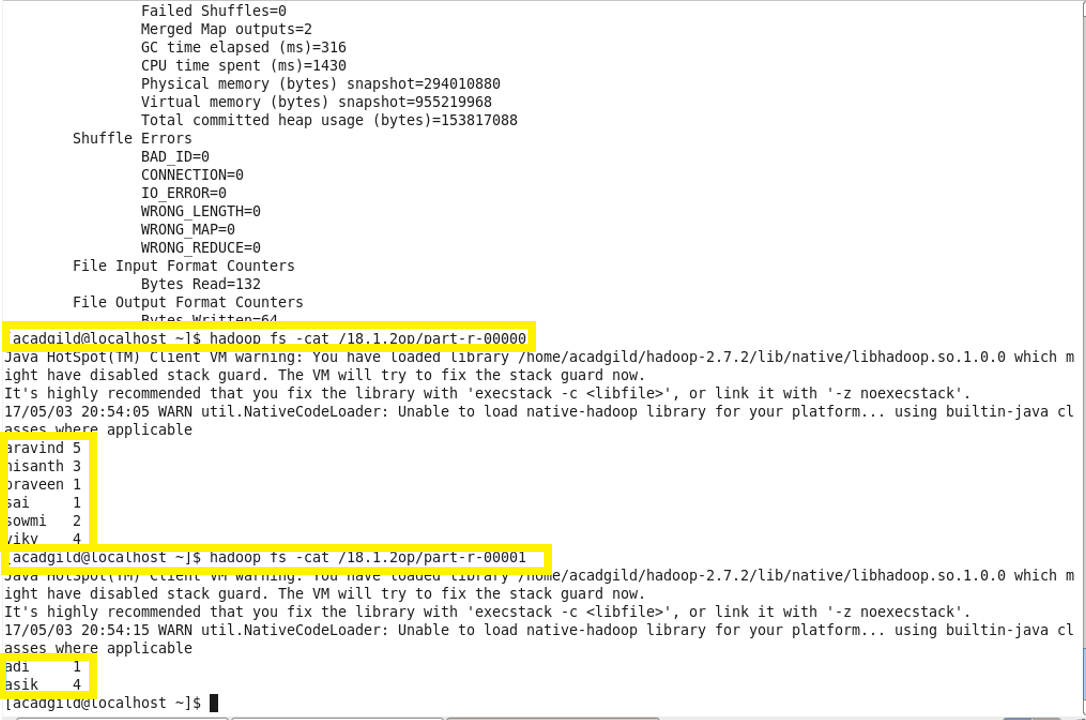 Failed Shuffles=0
Merged Map outputs=2
GC time elapsed (ms)=316
CPU time spent (ms)=1430
Physical memory (bytes) snapshot=294010880
Virtual memory (bytes) snapshot=955219968
Total committed heap usage (bytes)=153817088
Shuffle Errors
BAD_ID=0
CONNECTION=0
IO_ERROR=0
WRONG_LENGTH=0
WRONG_MAP=0
WRONG_REDUCE=0
File Input Format Counters
Bytes Read=132
File Output Format Counters
Bytes Written=64
[acadgild@localhost ~]$ hadoop fs -cat /18.1.2op/part-r-00000
Java HotSpot(TM) Client VM warning: You have loaded library /home/acadgild/hadoop-2.7.2/lib/native/libhadoop.so.1.0.0 which m
ight have disabled stack guard. The VM will try to fix the stack guard now.
It's highly recommended that you fix the library with 'execstack -c <libfile>', or link it with '-z noexecstack'.
17/05/03 20:54:05 WARN util.NativeCodeLoader: Unable to load native-hadoop library for your platform... using builtin-java cl
asses where applicable
aravind 5
nisanth 3
praveen 1
sai 1
sowmi 2
viky 4
[acadgild@localhost ~]$ hadoop fs -cat /18.1.2op/part-r-00001
Java HotSpot(TM) Client VM warning: You have loaded library /home/acadgild/hadoop-2.7.2/lib/native/libhadoop.so.1.0.0 which m
ight have disabled stack guard. The VM will try to fix the stack guard now.
It's highly recommended that you fix the library with 'execstack -c <libfile>', or link it with '-z noexecstack'.
17/05/03 20:54:15 WARN util.NativeCodeLoader: Unable to load native-hadoop library for your platform... using builtin-java cl
asses where applicable
adi 1
asik 4
[acadgild@localhost ~]$